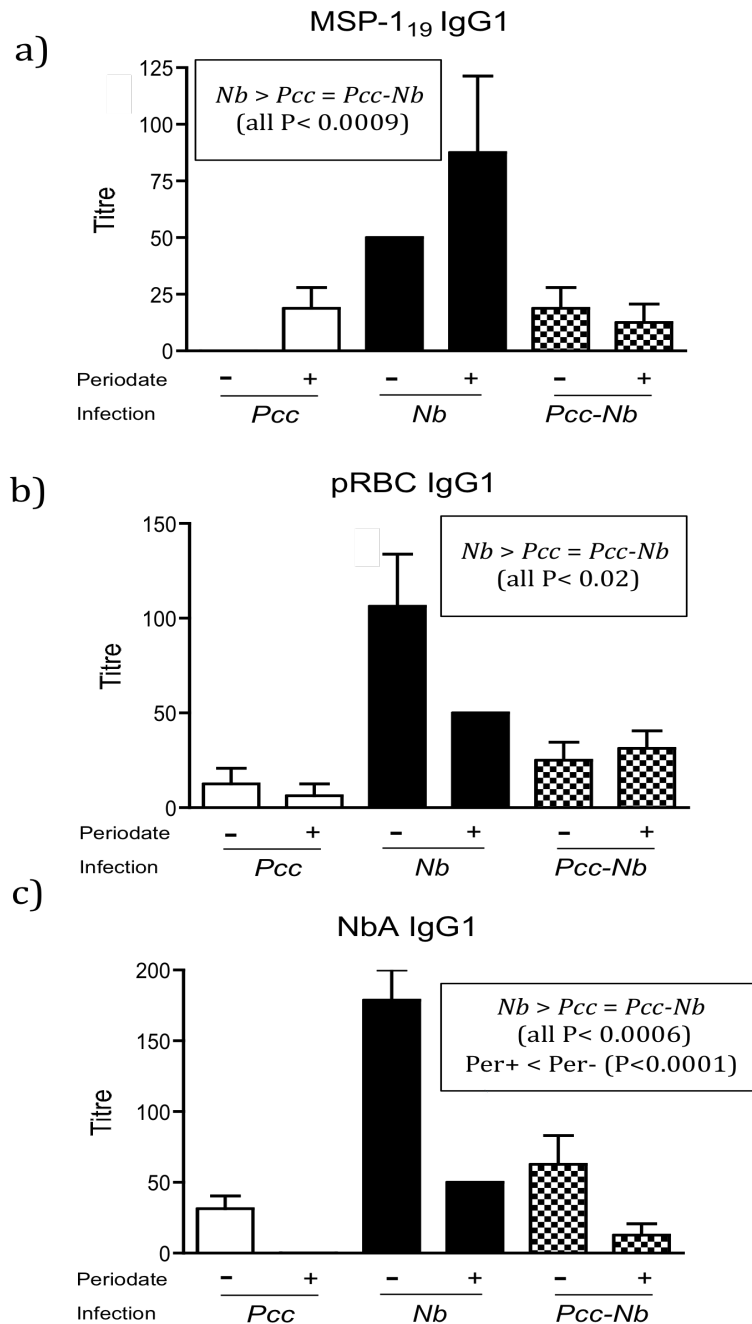 a)
MSP-1₁₉ IgG1
125
100
75
50
25
0
Titre
Nb > Pcc = Pcc-Nb
(all P< 0.0009)
Periodate - + - + - +
Infection Pcc Nb Pcc-Nb
b)
pRBC IgG1
150
100
50
0
Titre
Nb > Pcc = Pcc-Nb
(all P< 0.02)
Periodate - + - + - +
Infection Pcc Nb Pcc-Nb
c)
NbA IgG1
200
150
100
50
0
Titre
Nb > Pcc = Pcc-Nb
(all P< 0.0006)
Per+ < Per- (P<0.0001)
Periodate - + - + - +
Infection Pcc Nb Pcc-Nb